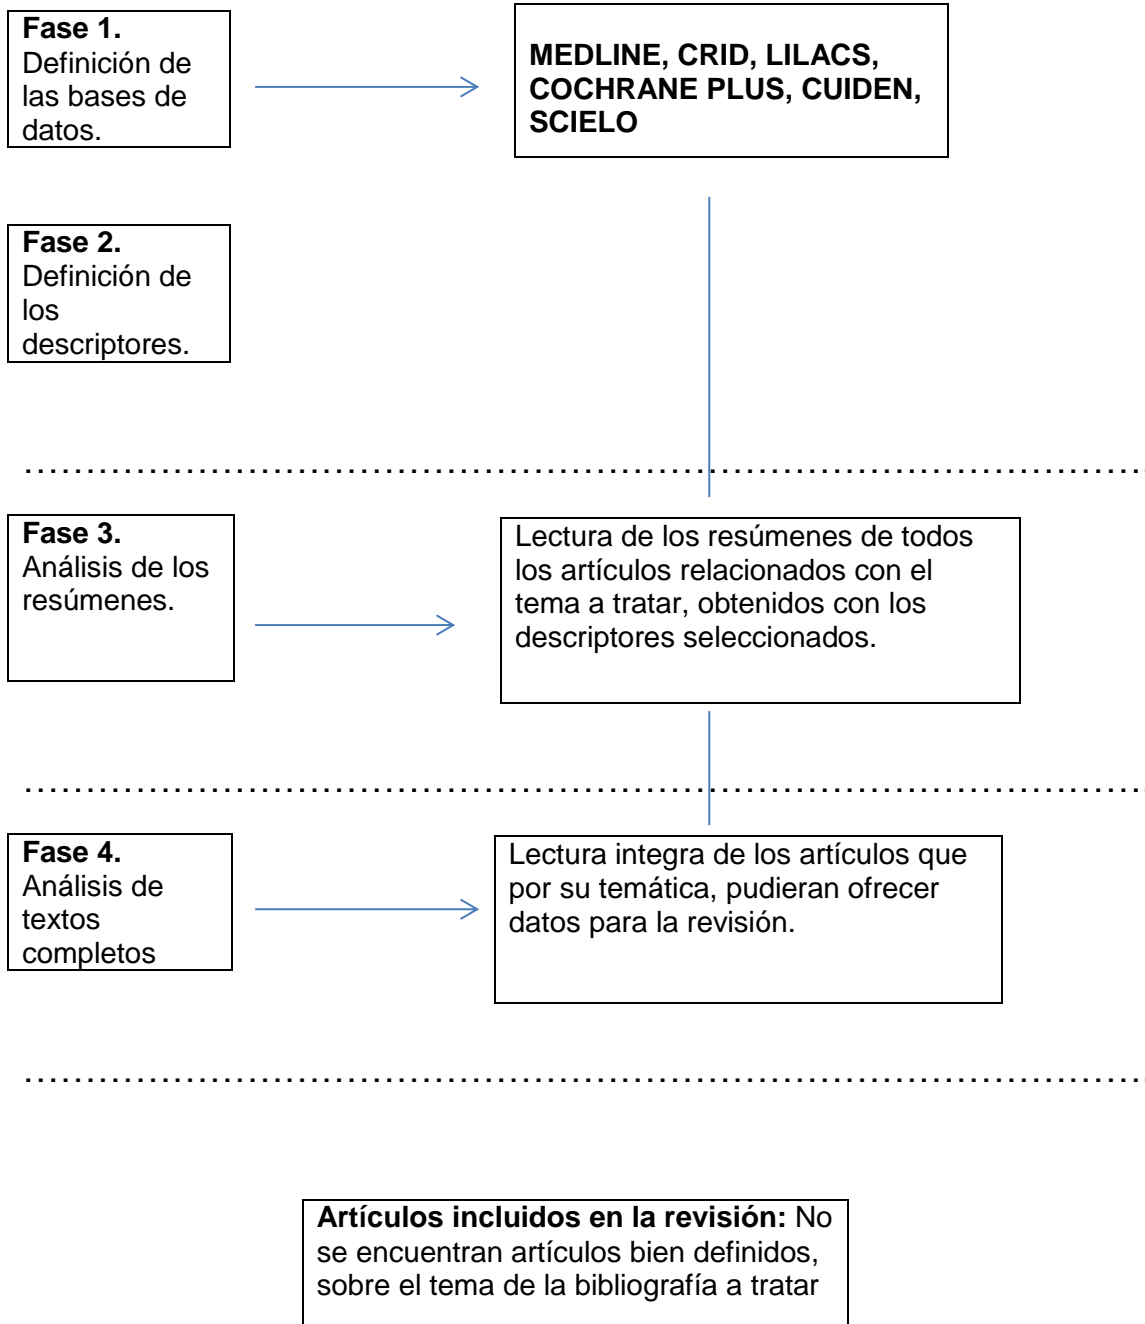 Fase 1.
Definición de
las bases de
datos.
MEDLINE, CRID, LILACS,
COCHRANE PLUS, CUIDEN,
SCIELO
Fase 2.
Definición de
los
descriptores.
Fase 3.
Análisis de los
resúmenes.
Lectura de los resúmenes de todos
los artículos relacionados con el
tema a tratar, obtenidos con los
descriptores seleccionados.
Fase 4.
Análisis de
textos
completos
Lectura integra de los artículos que
por su temática, pudieran ofrecer
datos para la revisión.
Artículos incluidos en la revisión: No
se encuentran artículos bien definidos,
sobre el tema de la bibliografía a tratar